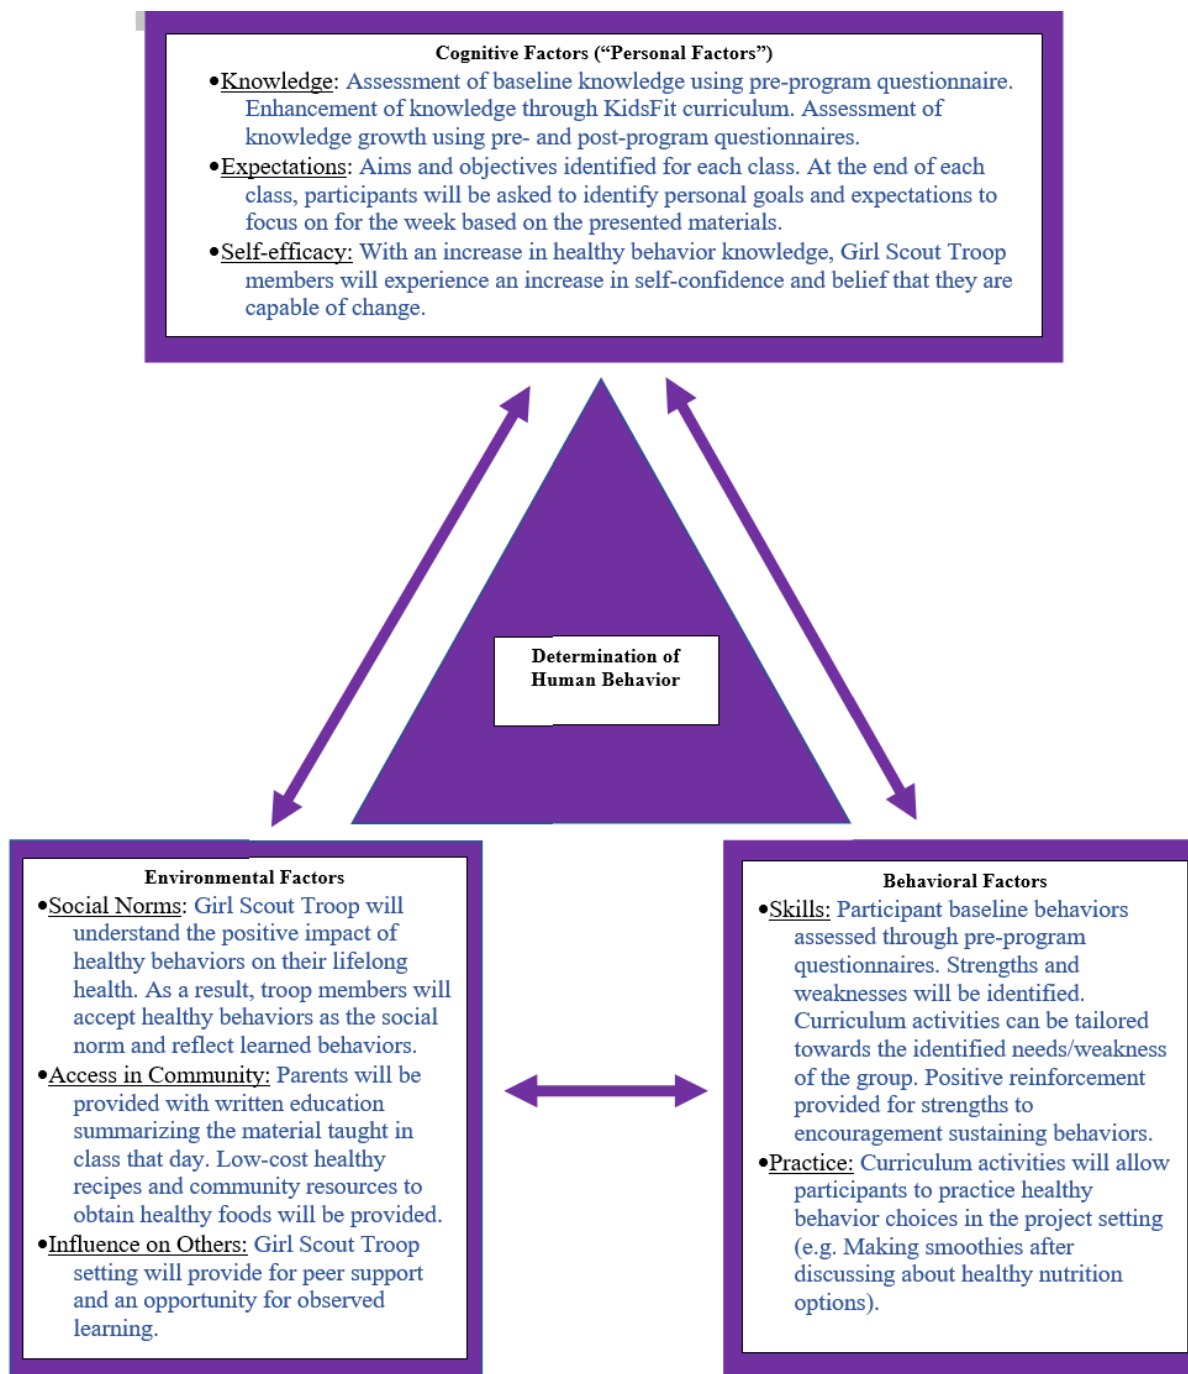 Cognitive Factors (“Personal Factors”)
•Knowledge: Assessment of baseline knowledge using pre-program questionnaire.
Enhancement of knowledge through KidsFit curriculum. Assessment of
knowledge growth using pre- and post-program questionnaires.
•Expectations: Aims and objectives identified for each class. At the end of each
class, participants will be asked to identify personal goals and expectations to
focus on for the week based on the presented materials.
•Self-efficacy: With an increase in healthy behavior knowledge, Girl Scout Troop
members will experience an increase in self-confidence and belief that they are
capable of change.
Determination of
Human Behavior
Environmental Factors
•Social Norms: Girl Scout Troop will
understand the positive impact of
healthy behaviors on their lifelong
health. As a result, troop members will
accept healthy behaviors as the social
norm and reflect learned behaviors.
•Access in Community: Parents will be
provided with written education
summarizing the material taught in
class that day. Low-cost healthy
recipes and community resources to
obtain healthy foods will be provided.
•Influence on Others: Girl Scout Troop
setting will provide for peer support
and an opportunity for observed
learning.
Behavioral Factors
•Skills: Participant baseline behaviors
assessed through pre-program
questionnaires. Strengths and
weaknesses will be identified.
Curriculum activities can be tailored
towards the identified needs/weakness
of the group. Positive reinforcement
provided for strengths to
encouragement sustaining behaviors.
•Practice: Curriculum activities will allow
participants to practice healthy
behavior choices in the project setting
(e.g. Making smoothies after
discussing about healthy nutrition
options).